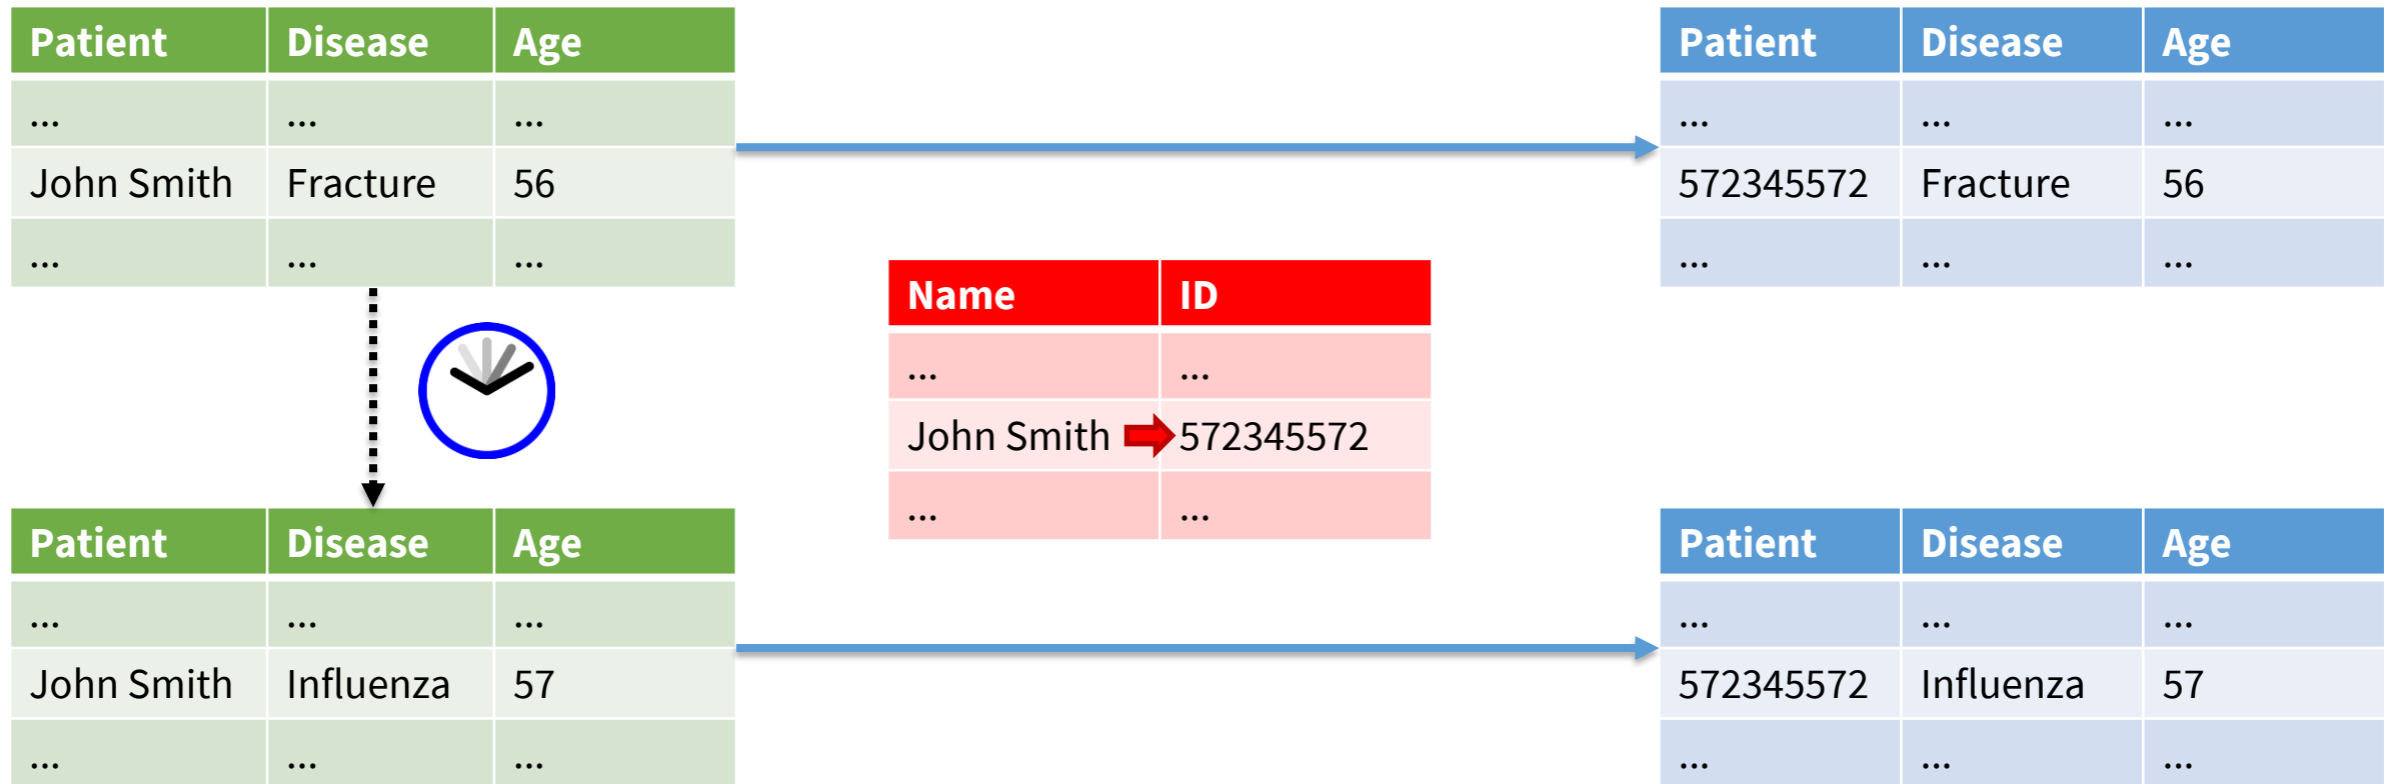 Patient Disease Age
... ... ...
John Smith Fracture 56
... ... ...
Patient Disease Age
... ... ...
572345572 Fracture 56
... ... ...
Name ID
... ...
John Smith 572345572
... ...
Patient Disease Age
... ... ...
John Smith Influenza 57
... ... ...
Patient Disease Age
... ... ...
572345572 Influenza 57
... ... ...